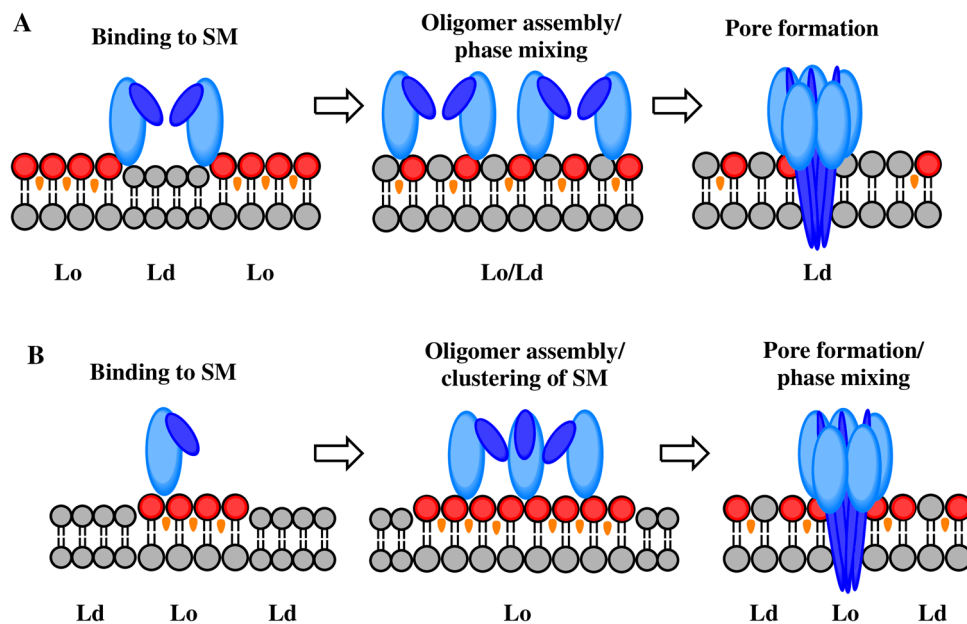 A
Binding to SM
Oligomer assembly/
phase mixing
Pore formation
Lo
Ld
Lo
Lo/Ld
Ld
B
Binding to SM
Oligomer assembly/
clustering of SM
Pore formation/
phase mixing
Ld
Lo
Ld
Lo
Ld
Lo
Ld